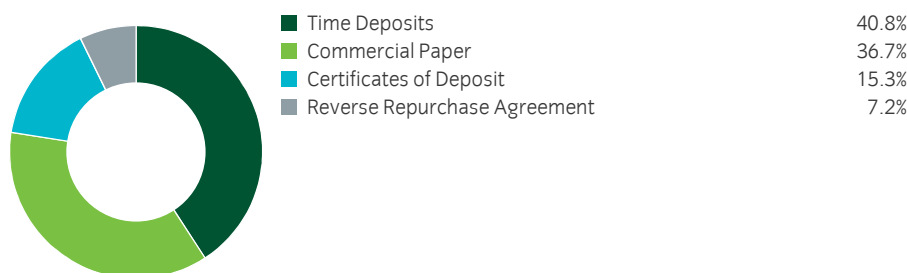 Time Deposits 40.8%
Commercial Paper 36.7%
Certificates of Deposit 15.3%
Reverse Repurchase Agreement 7.2%